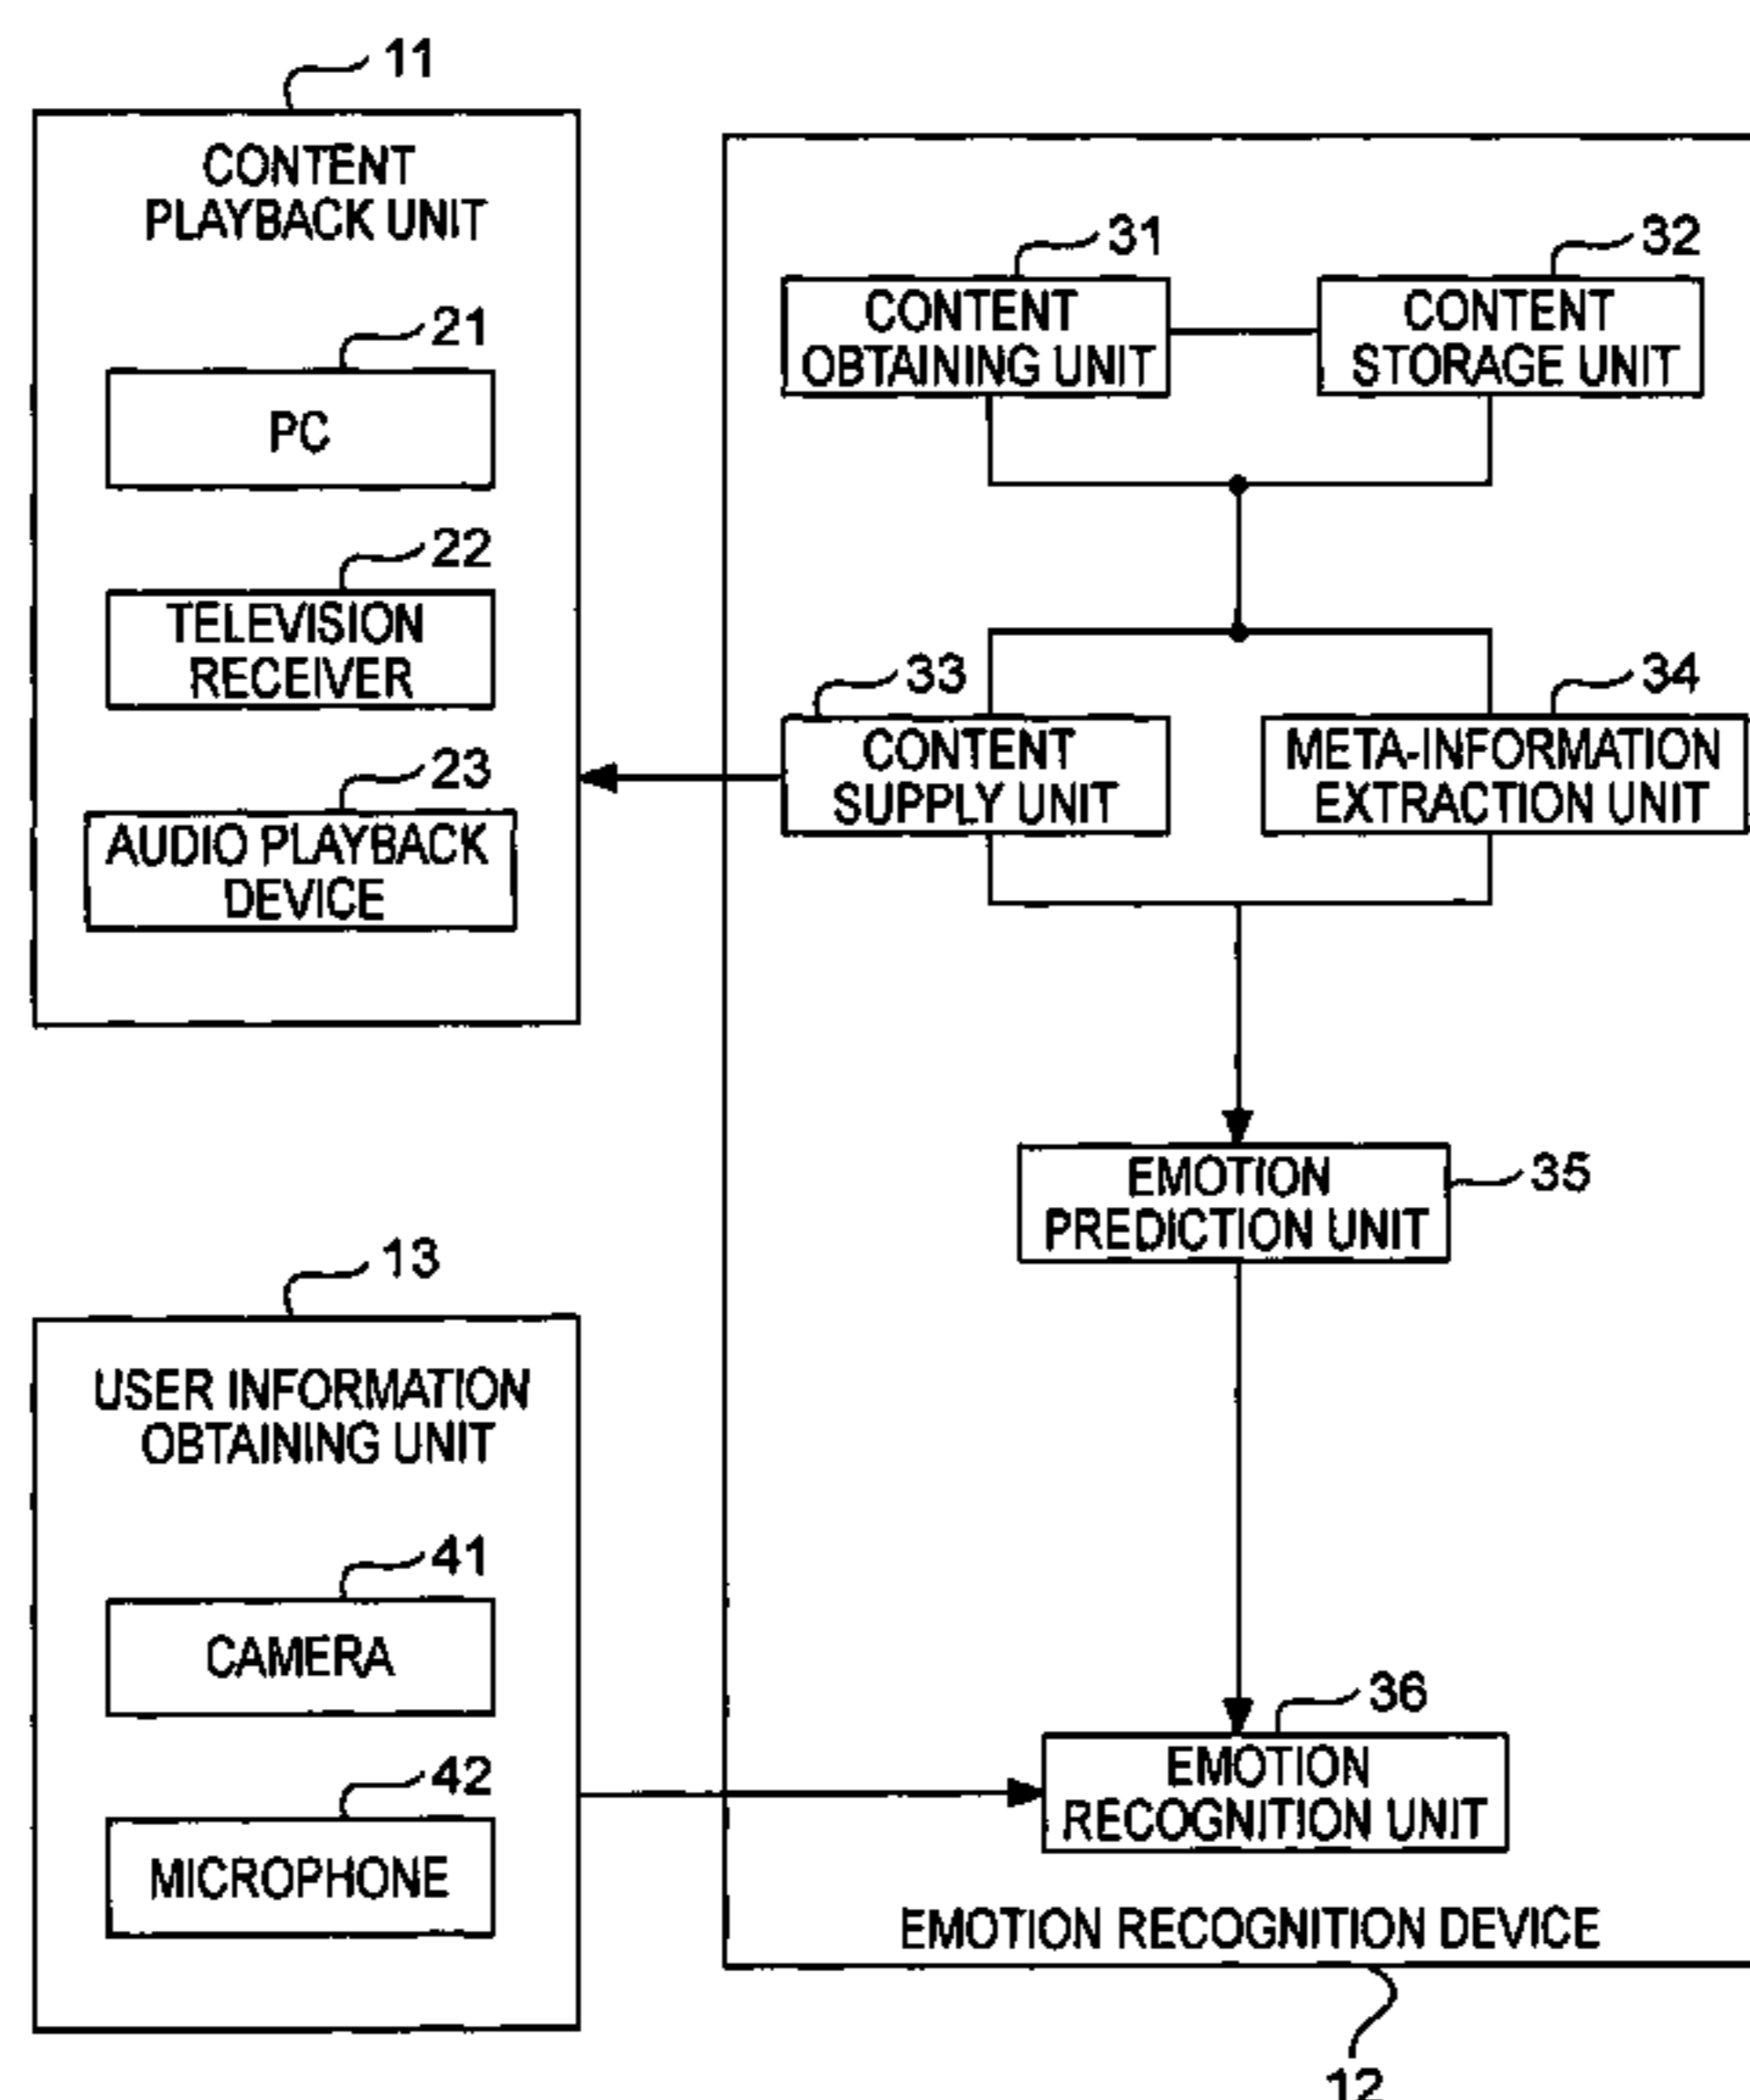 11
CONTENT
PLAYBACK UNIT
21
PC
22
TELEVISION
RECEIVER
23
AUDIO PLAYBACK
DEVICE
31
CONTENT
OBTAINING UNIT
32
CONTENT
STORAGE UNIT
33
CONTENT
SUPPLY UNIT
34
META-INFORMATION
EXTRACTION UNIT
EMOTION
PREDICTION UNIT
35
13
USER INFORMATION
OBTAINING UNIT
41
CAMERA
42
MICROPHONE
36
EMOTION
RECOGNITION UNIT
EMOTION RECOGNITION DEVICE
12